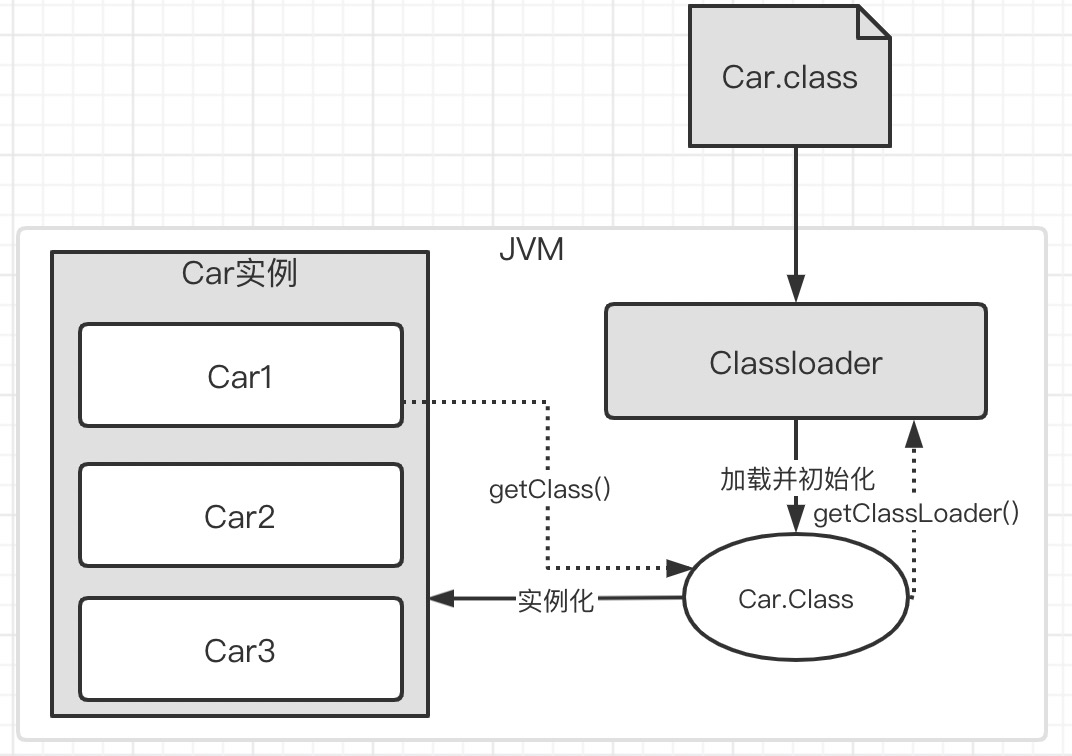 Car.class
JVM
Car实例
Car1
Classloader
getClass()
加载并初始化
getClassLoader()
Car2
实例化
Car.Class
Car3